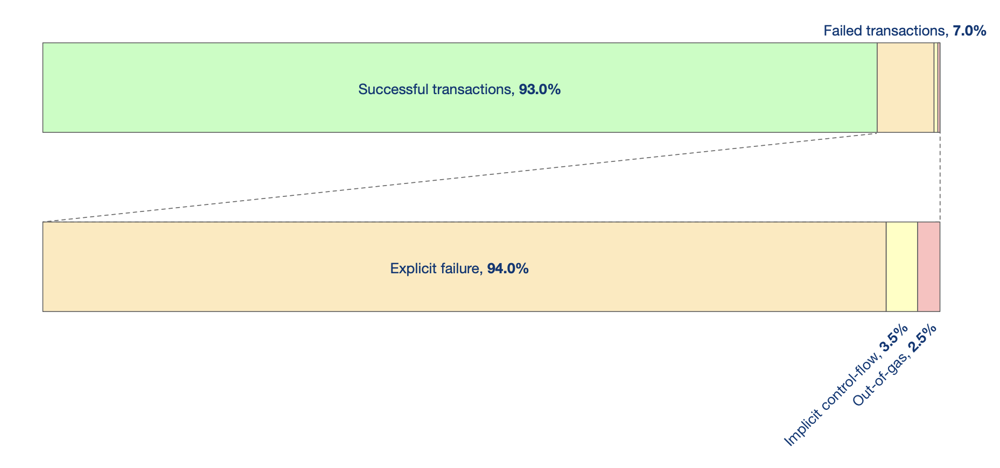 Failed transactions, 7.0%
Successful transactions, 93.0%
Explicit failure, 94.0%
Implicit control-flow, 3.5%
Out-of-gas, 2.5%